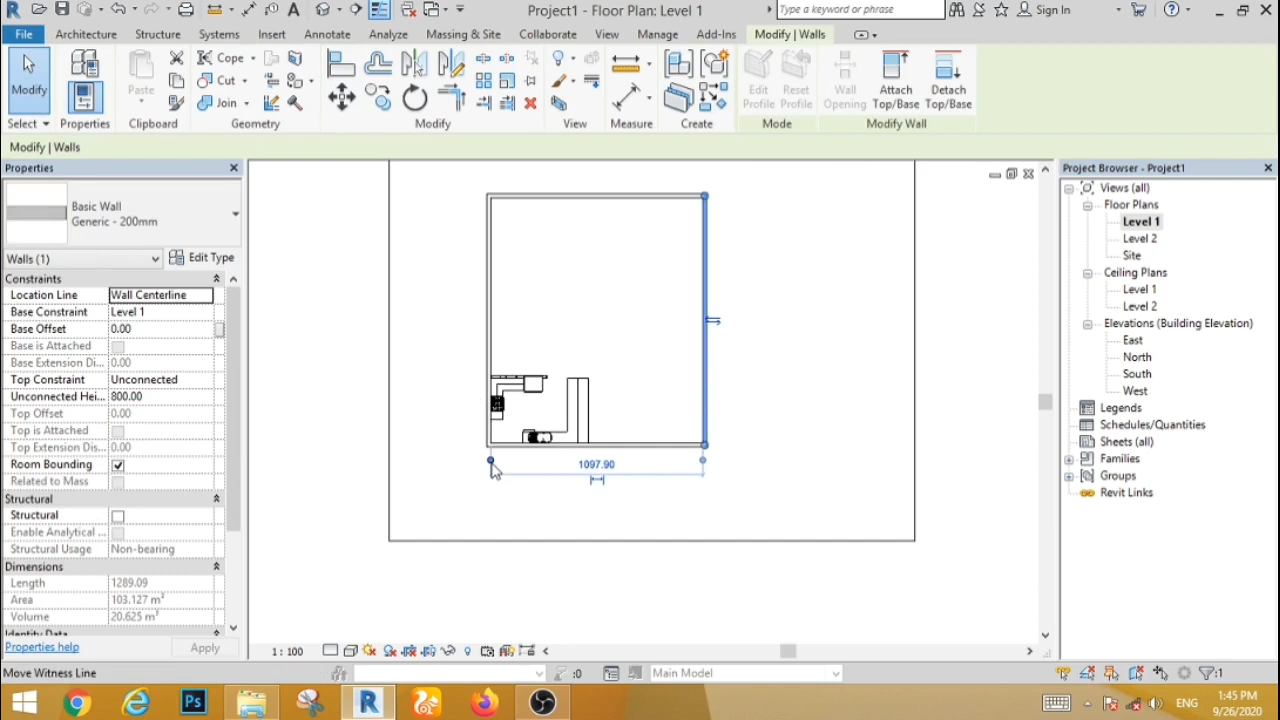 Project1 - Floor Plan: Level 1
Type a keyword or phrase
Sign In
File
Architecture
Structure
Systems
Insert
Annotate
Analyze
Massing & Site
Collaborate
View
Manage
Add-Ins
Modify | Walls
Modify
Select
Properties
Paste
Clipboard
Cope
Cut
Join
Geometry
Modify
View
Measure
Create
Edit Profile
Reset Profile
Mode
Wall Opening
Attach Top/Base
Detach Top/Base
Modify Wall
Modify | Walls
Properties
Basic Wall
Generic - 200mm
Walls (1)
Edit Type
Constraints
Location Line Wall Centerline
Base Constraint Level 1
Base Offset 0.00
Base is Attached
Base Extension Di... 0.00
Top Constraint Unconnected
Unconnected Hei... 800.00
Top Offset 0.00
Top is Attached
Top Extension Dis... 0.00
Room Bounding
Related to Mass
Structural
Structural
Enable Analytical ...
Structural Usage Non-bearing
Dimensions
Length 1289.09
Area 103.127 m²
Volume 20.625 m³
Identity Data
Properties help
Apply
1097.90
Project Browser - Project1
Views (all)
Floor Plans
Level 1
Level 2
Site
Ceiling Plans
Level 1
Level 2
Elevations (Building Elevation)
East
North
South
West
Legends
Schedules/Quantities
Sheets (all)
Families
Groups
Revit Links
1 : 100
Move Witness Line
:0
Main Model
:1
Ps
R
ENG
1:45 PM
9/26/2020